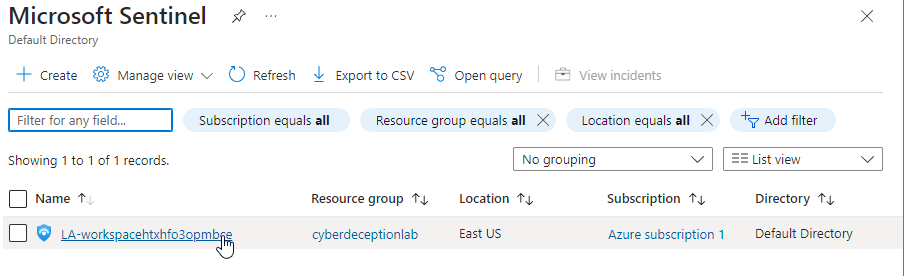 Microsoft Sentinel
Default Directory
Create Manage view Refresh Export to CSV Open query View incidents
Filter for any field... Subscription equals all Resource group equals all Location equals all Add filter
Showing 1 to 1 of 1 records. No grouping List view
Name Resource group Location Subscription Directory
LA-workspacehtxhfo3opmbce cyberdeceptionlab East US Azure subscription 1 Default Directory